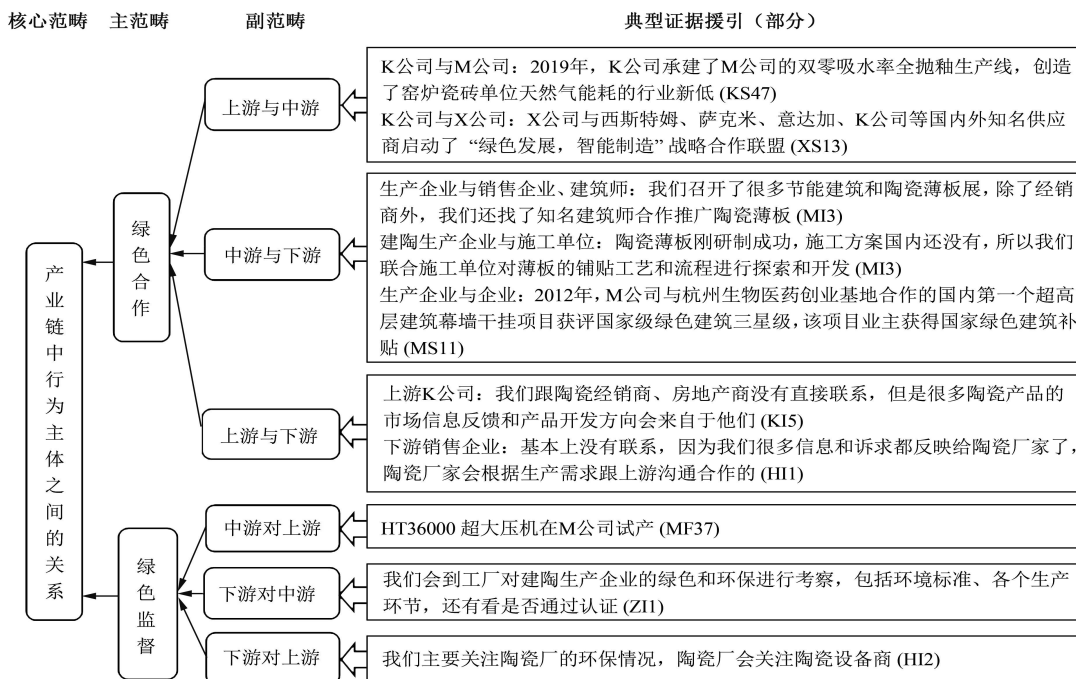 核心范畴 主范畴 副范畴 典型证据援引（部分）
产业链中行为主体之间的关系
绿色合作
上游与中游
K公司与M公司：2019年，K公司承建了M公司的双零吸水率全抛釉生产线，创造
了窑炉瓷砖单位天然气能耗的行业新低 (KS47)
K公司与X公司：X公司与西斯特姆、萨克米、意达加、K公司等国内外知名供应
商启动了 “绿色发展，智能制造” 战略合作联盟 (XS13)
中游与下游
生产企业与销售企业、建筑师：我们召开了很多节能建筑和陶瓷薄板展，除了经销
商外，我们还找了知名建筑师合作推广陶瓷薄板 (MI3)
建陶生产企业与施工单位：陶瓷薄板刚研制成功，施工方案国内还没有，所以我们
联合施工单位对薄板的铺贴工艺和流程进行探索和开发 (MI3)
生产企业与企业：2012年，M公司与杭州生物医药创业基地合作的国内第一个超高
层建筑幕墙干挂项目获评国家级绿色建筑三星级，该项目业主获得国家绿色建筑补
贴 (MS11)
上游与下游
上游K公司：我们跟陶瓷经销商、房地产商没有直接联系，但是很多陶瓷产品的
市场信息反馈和产品开发方向会来自于他们 (KI5)
下游销售企业：基本上没有联系，因为我们很多信息和诉求都反映给陶瓷厂家了，
陶瓷厂家会根据生产需求跟上游沟通合作的 (HI1)
绿色监督
中游对上游
HT36000 超大压机在M公司试产 (MF37)
下游对中游
我们会到工厂对建陶生产企业的绿色和环保进行考察，包括环境标准、各个生产
环节，还有看是否通过认证 (ZI1)
下游对上游
我们主要关注陶瓷厂的环保情况，陶瓷厂会关注陶瓷设备商 (HI2)